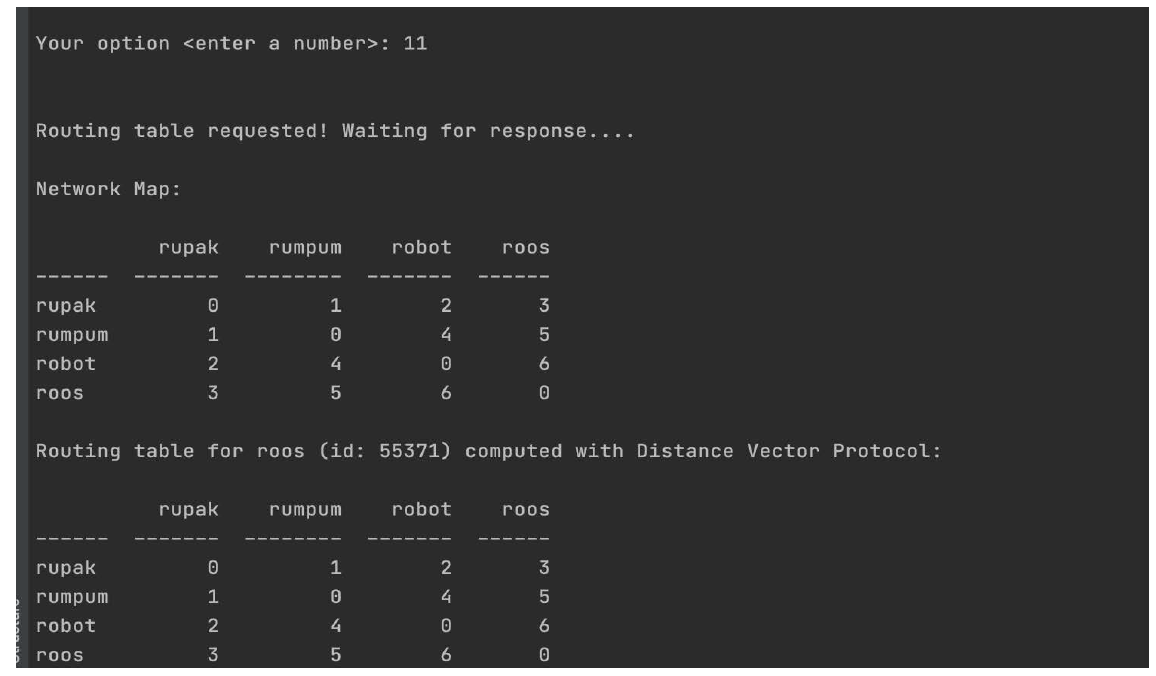 Your option <enter a number>: 11
Routing table requested! Waiting for response....
Network Map:
rupak rumpum robot roos
------ ------- -------- ------- ------
rupak 0 1 2 3
rumpum 1 0 4 5
robot 2 4 0 6
roos 3 5 6 0
Routing table for roos (id: 55371) computed with Distance Vector Protocol:
rupak rumpum robot roos
------ ------- -------- ------- ------
rupak 0 1 2 3
rumpum 1 0 4 5
robot 2 4 0 6
roos 3 5 6 0